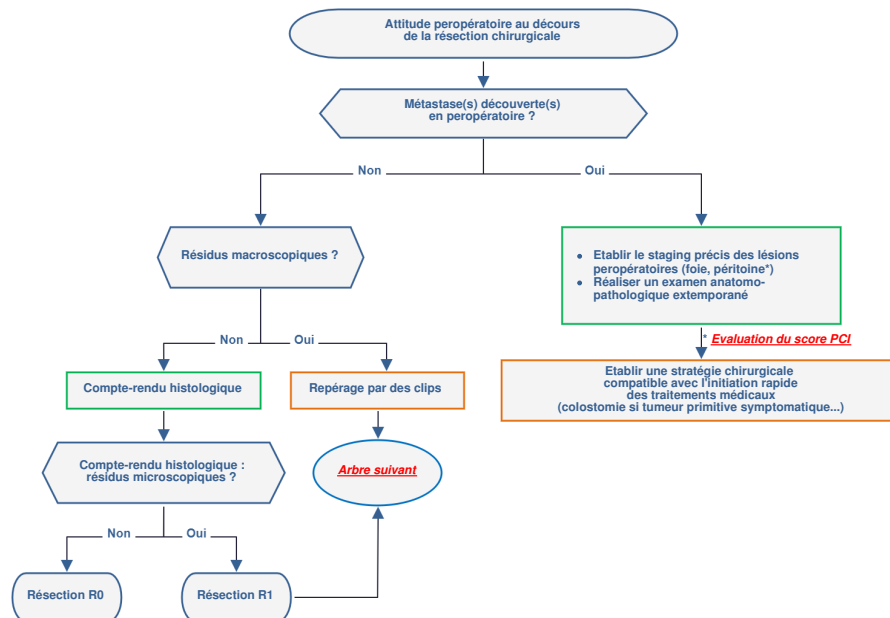 Attitude peropératoire au décours
de la résection chirurgicale
Métastase(s) découverte(s)
en peropératoire ?
Non
Oui
Résidus macroscopiques ?
• Etablir le staging précis des lésions
peropératoires (foie, péritoine*)
• Réaliser un examen anatomo-
pathologique extemporané
* Evaluation du score PCI
Non
Oui
Compte-rendu histologique
Repérage par des clips
Etablir une stratégie chirurgicale
compatible avec l'initiation rapide
des traitements médicaux
(colostomie si tumeur primitive symptomatique...)
Compte-rendu histologique :
résidus microscopiques ?
Arbre suivant
Non
Oui
Résection R0
Résection R1